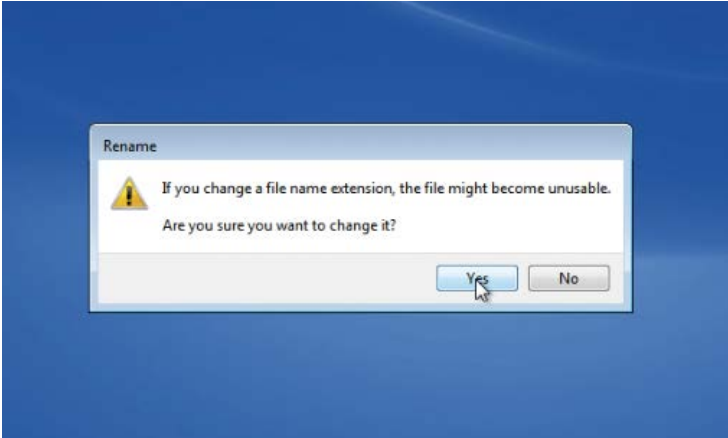 Rename
If you change a file name extension, the file might become unusable.
Are you sure you want to change it?
Yes
No